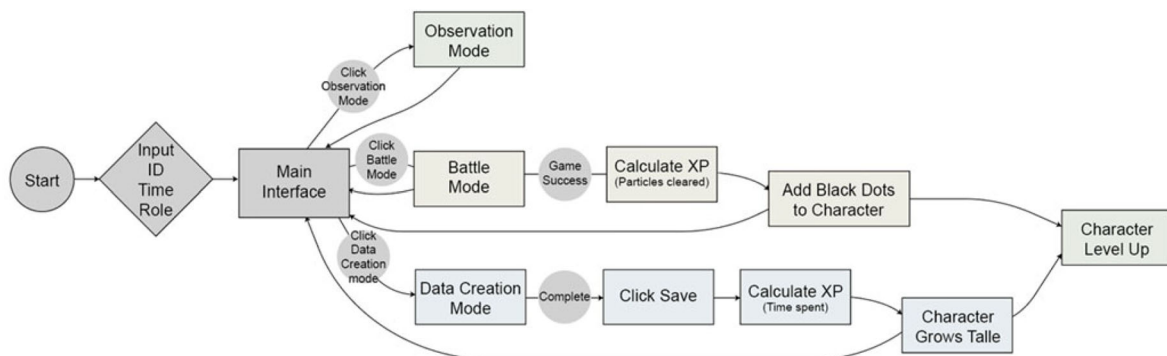 Start
Input
ID
Time
Role
Main
Interface
Click
Observation
Mode
Observation
Mode
Click
Battle
Mode
Battle
Mode
Game
Success
Calculate XP
(Particles cleared)
Add Black Dots
to Character
Click
Data
Creation
mode
Data Creation
Mode
Complete
Click Save
Calculate XP
(Time spent)
Character
Grows Talle
Character
Level Up